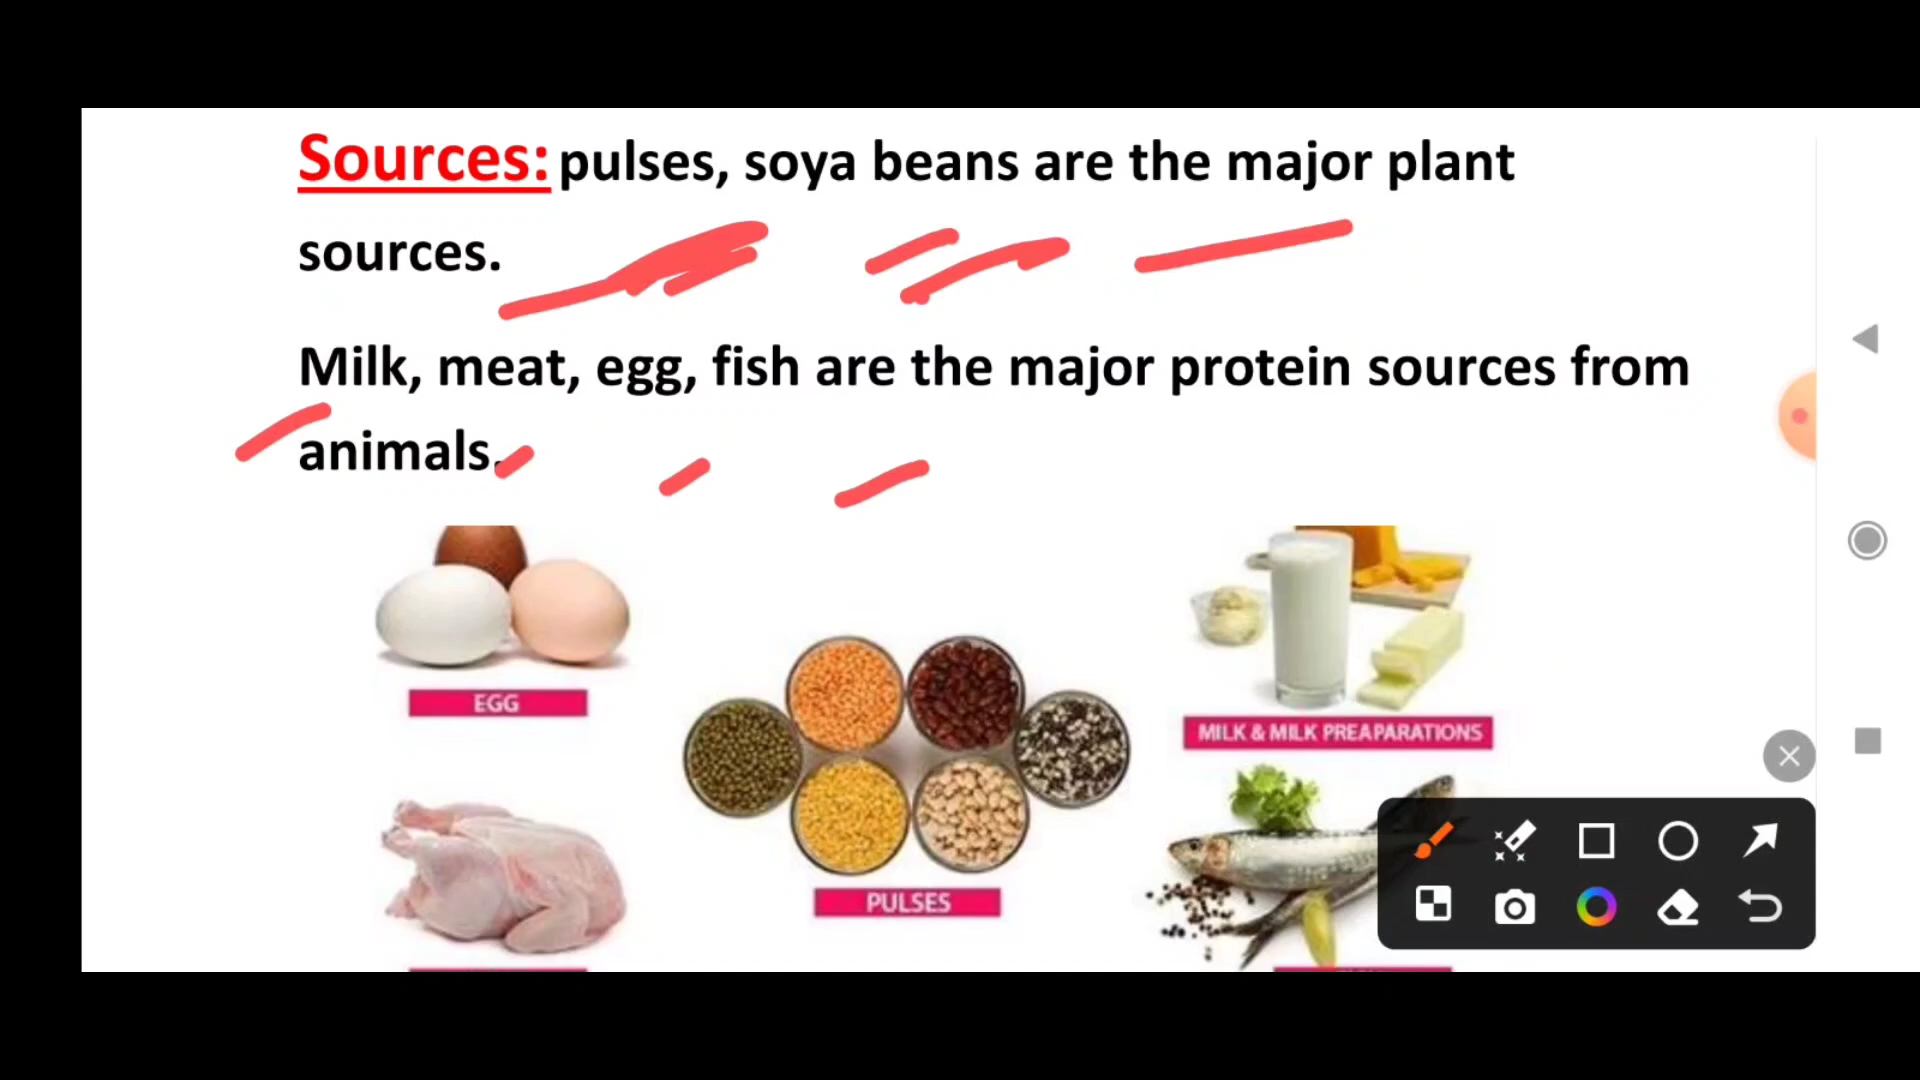 Sources: pulses, soya beans are the major plant
sources.
Milk, meat, egg, fish are the major protein sources from
animals.
EGG
MILK & MILK PREAPARATIONS
PULSES